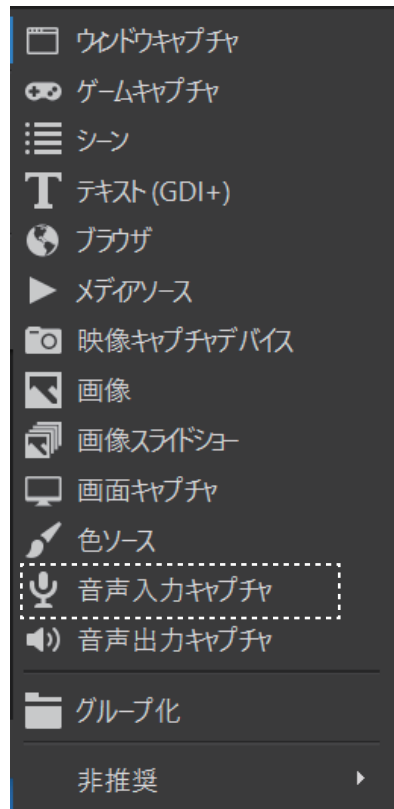 ウィンドウキャプチャ
ゲームキャプチャ
シーン
テキスト (GDI+)
ブラウザ
メディアソース
映像キャプチャデバイス
画像
画像スライドショー
画面キャプチャ
色ソース
音声入力キャプチャ
音声出力キャプチャ
グループ化
非推奨